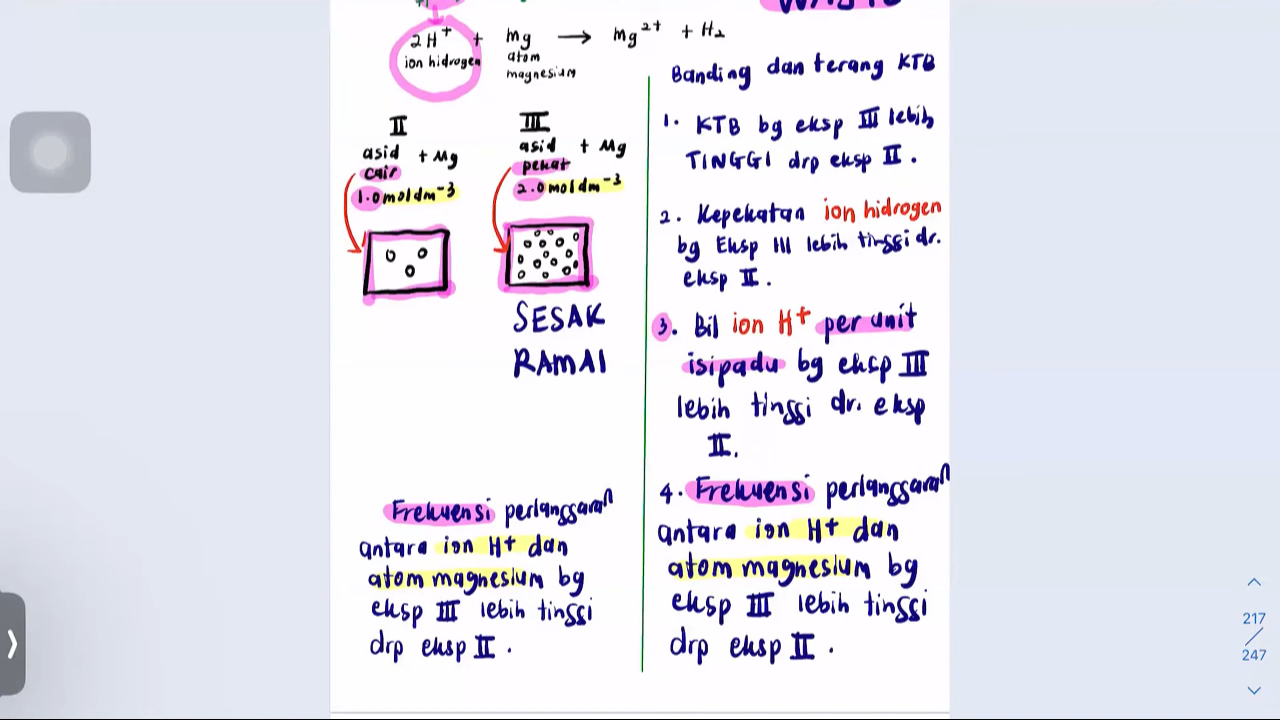 2H⁺ + Mg → Mg²⁺ + H₂
ion hidrogen atom
magnesium
II
asid + Mg
cair
1.0 mol dm⁻³
III
asid + Mg
pekat
2.0 mol dm⁻³
SESAK
RAMAI
Frekuensi perlanggaran
antara ion H⁺ dan
atom magnesium bg
eksp III lebih tinggi
drp eksp II.
Banding dan terang KTB
1. KTB bg eksp III lebih
TINGGI drp eksp II.
2. Kepekatan ion hidrogen
bg Eksp III lebih tinggi dr.
eksp II.
3. Bil ion H⁺ per unit
isipadu bg eksp III
lebih tinggi dr. eksp
II.
4. Frekuensi perlanggaran
antara ion H⁺ dan
atom magnesium bg
eksp III lebih tinggi
drp eksp II.
217
247